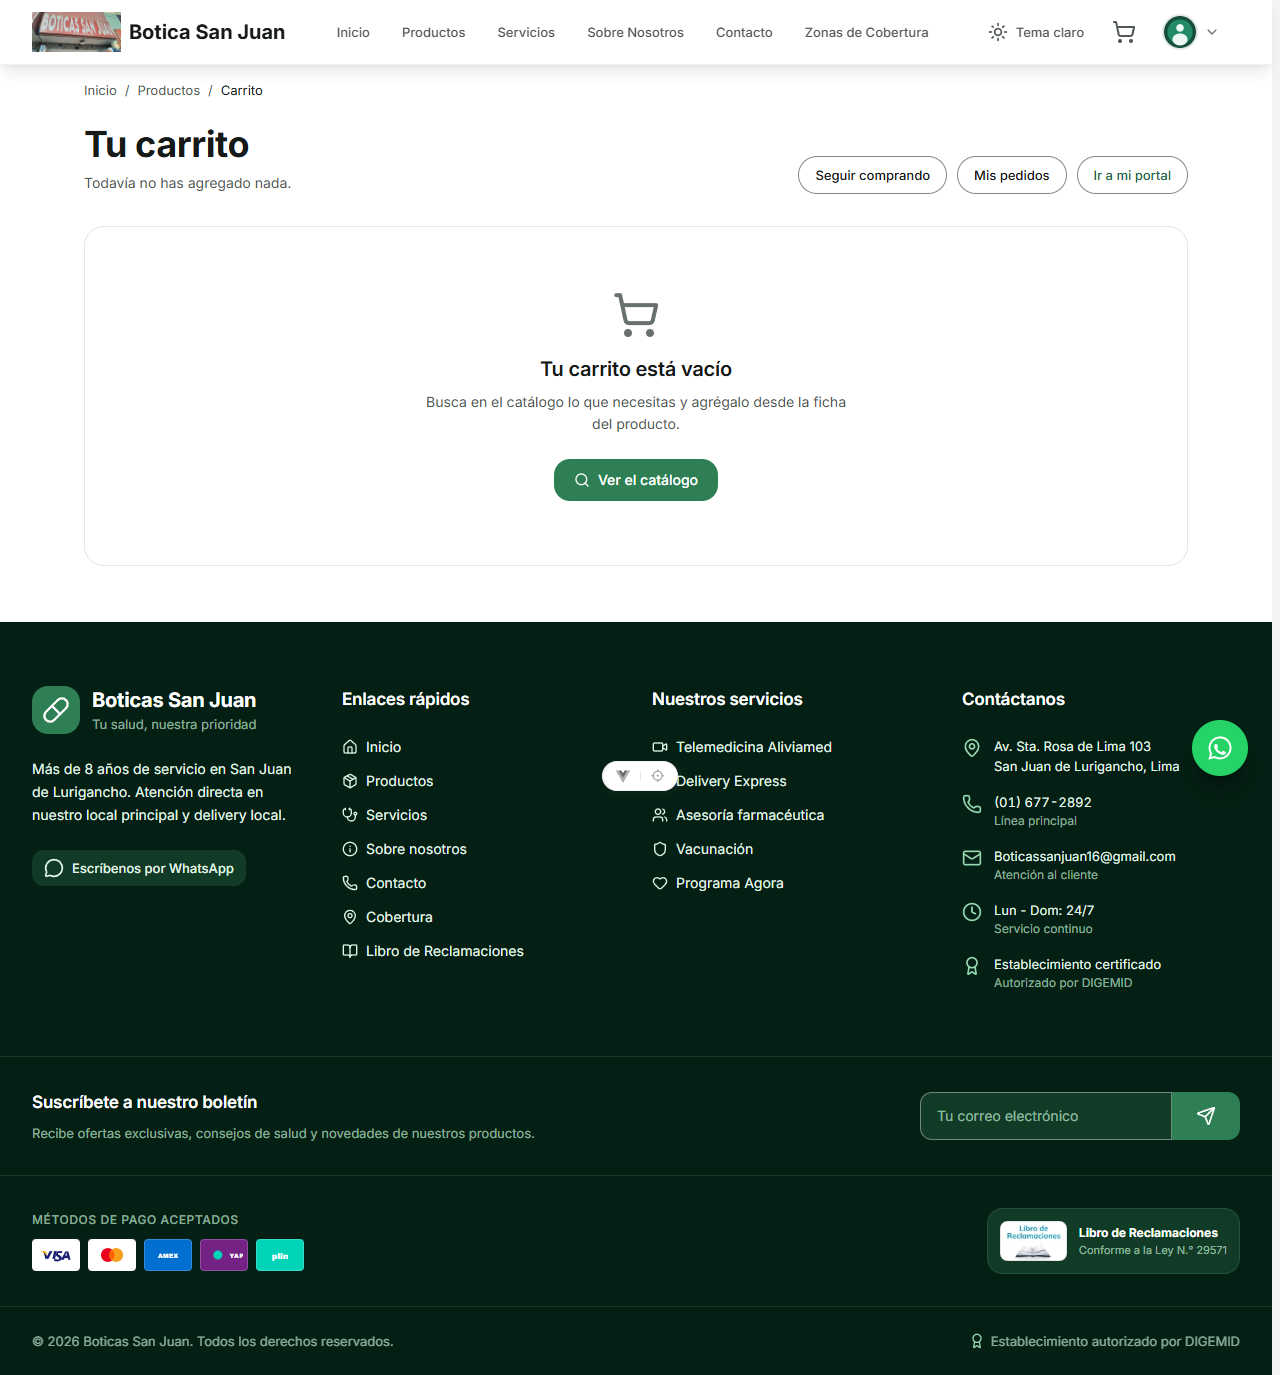 BOTICAS SAN JUAN
Botica San Juan
Inicio
Productos
Servicios
Sobre Nosotros
Contacto
Zonas de Cobertura
Tema claro
Inicio / Productos / Carrito
Tu carrito
Todavía no has agregado nada.
Seguir comprando
Mis pedidos
Ir a mi portal
Tu carrito está vacío
Busca en el catálogo lo que necesitas y agrégalo desde la ficha
del producto.
Ver el catálogo
Boticas San Juan
Tu salud, nuestra prioridad
Más de 8 años de servicio en San Juan
de Lurigancho. Atención directa en
nuestro local principal y delivery local.
Escríbenos por WhatsApp
Enlaces rápidos
Inicio
Productos
Servicios
Sobre nosotros
Contacto
Cobertura
Libro de Reclamaciones
Nuestros servicios
Telemedicina Aliviamed
Delivery Express
Asesoría farmacéutica
Vacunación
Programa Agora
Contáctanos
Av. Sta. Rosa de Lima 103
San Juan de Lurigancho, Lima
(01) 677-2892
Línea principal
Boticassanjuan16@gmail.com
Atención al cliente
Lun - Dom: 24/7
Servicio continuo
Establecimiento certificado
Autorizado por DIGEMID
Suscríbete a nuestro boletín
Recibe ofertas exclusivas, consejos de salud y novedades de nuestros productos.
Tu correo electrónico
MÉTODOS DE PAGO ACEPTADOS
VISA
AMEX
YAP
plin
Libro de
Reclamaciones
Libro de Reclamaciones
Conforme a la Ley N.° 29571
© 2026 Boticas San Juan. Todos los derechos reservados.
Establecimiento autorizado por DIGEMID